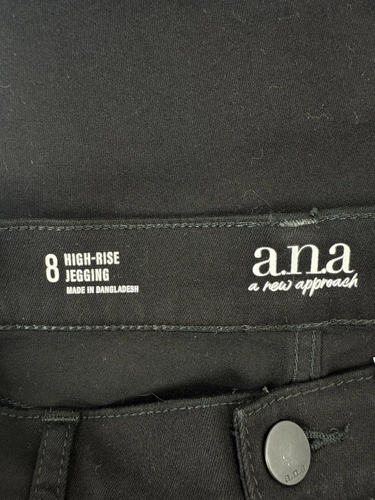 8 HIGH-RISE
JEGGING
MADE IN BANGLADESH
a.n.a
a new approach
a.n.a